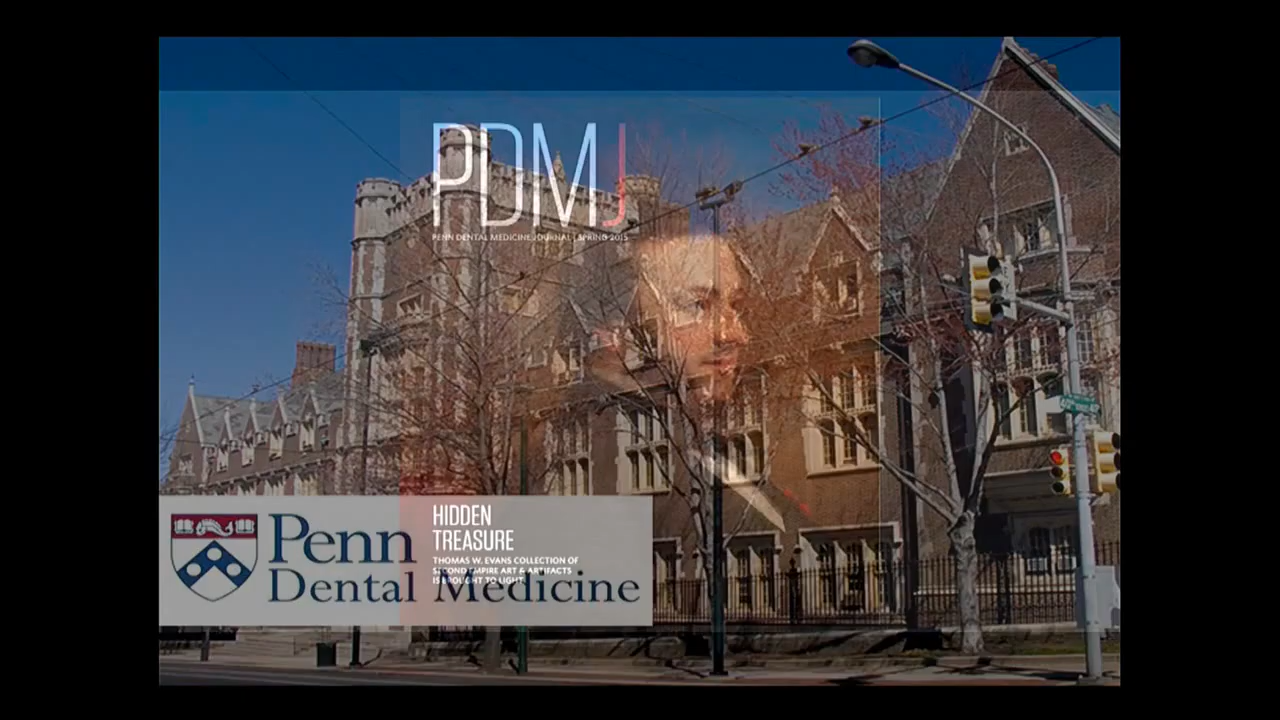 PDMJ
PENN DENTAL MEDICINE JOURNAL | SPRING 2015
HIDDEN
TREASURE
THOMAS W. EVANS COLLECTION OF
SECOND EMPIRE ART & ARTIFACTS
IS BROUGHT TO LIGHT
Penn
Dental Medicine